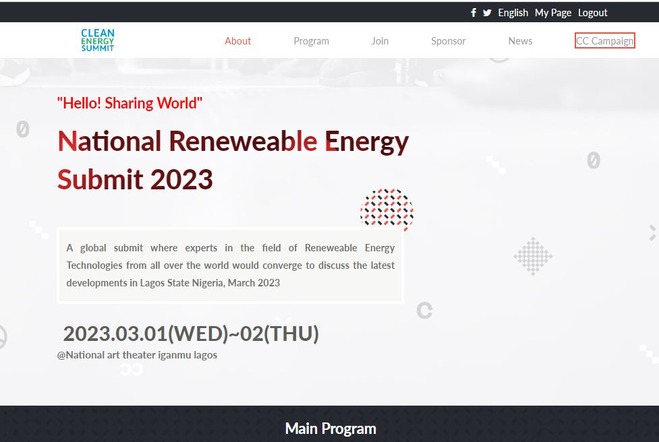 English My Page Logout
CLEAN
ENERGY
SUMMIT
About Program Join Sponsor News CC Campaign
"Hello! Sharing World"
National Reneweable Energy
Submit 2023
A global submit where experts in the field of Reneweable Energy
Technologies from all over the world would converge to discuss the latest
developments in Lagos State Nigeria, March 2023
2023.03.01(WED)~02(THU)
@National art theater iganmu lagos
Main Program